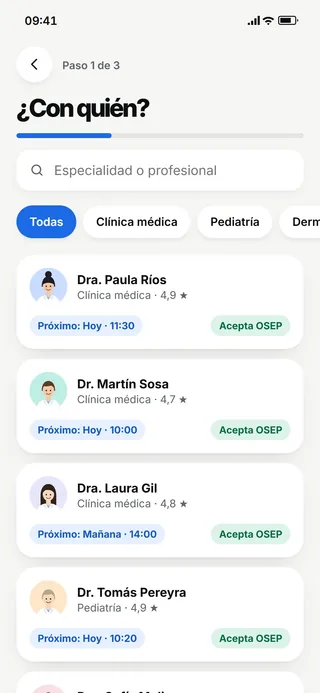 09:41
Paso 1 de 3
¿Con quién?
Especialidad o profesional
Todas
Clínica médica
Pediatría
Dra. Paula Ríos
Clínica médica · 4,9 ★
Próximo: Hoy · 11:30
Acepta OSEP
Dr. Martín Sosa
Clínica médica · 4,7 ★
Próximo: Hoy · 10:00
Acepta OSEP
Dra. Laura Gil
Clínica médica · 4,8 ★
Próximo: Mañana · 14:00
Acepta OSEP
Dr. Tomás Pereyra
Pediatría · 4,9 ★
Próximo: Hoy · 10:20
Acepta OSEP